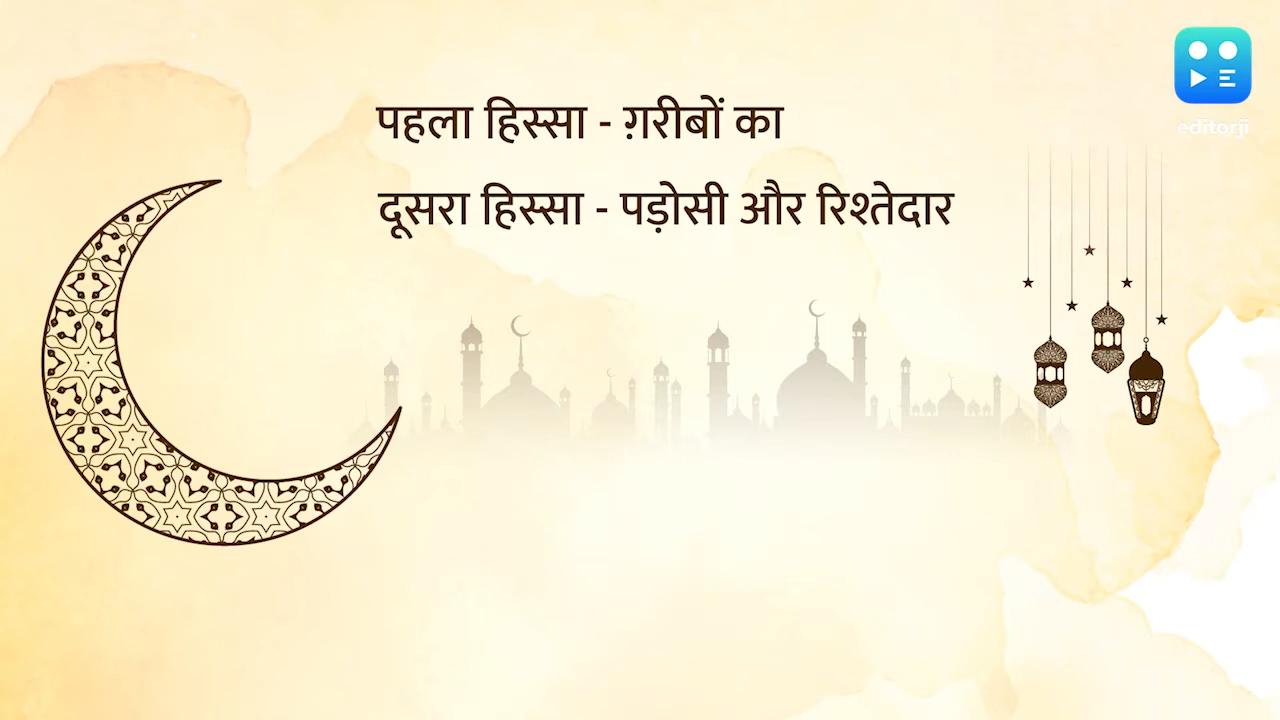 पहला हिस्सा - ग़रीबों का
दूसरा हिस्सा - पड़ोसी और रिश्तेदार
editorji